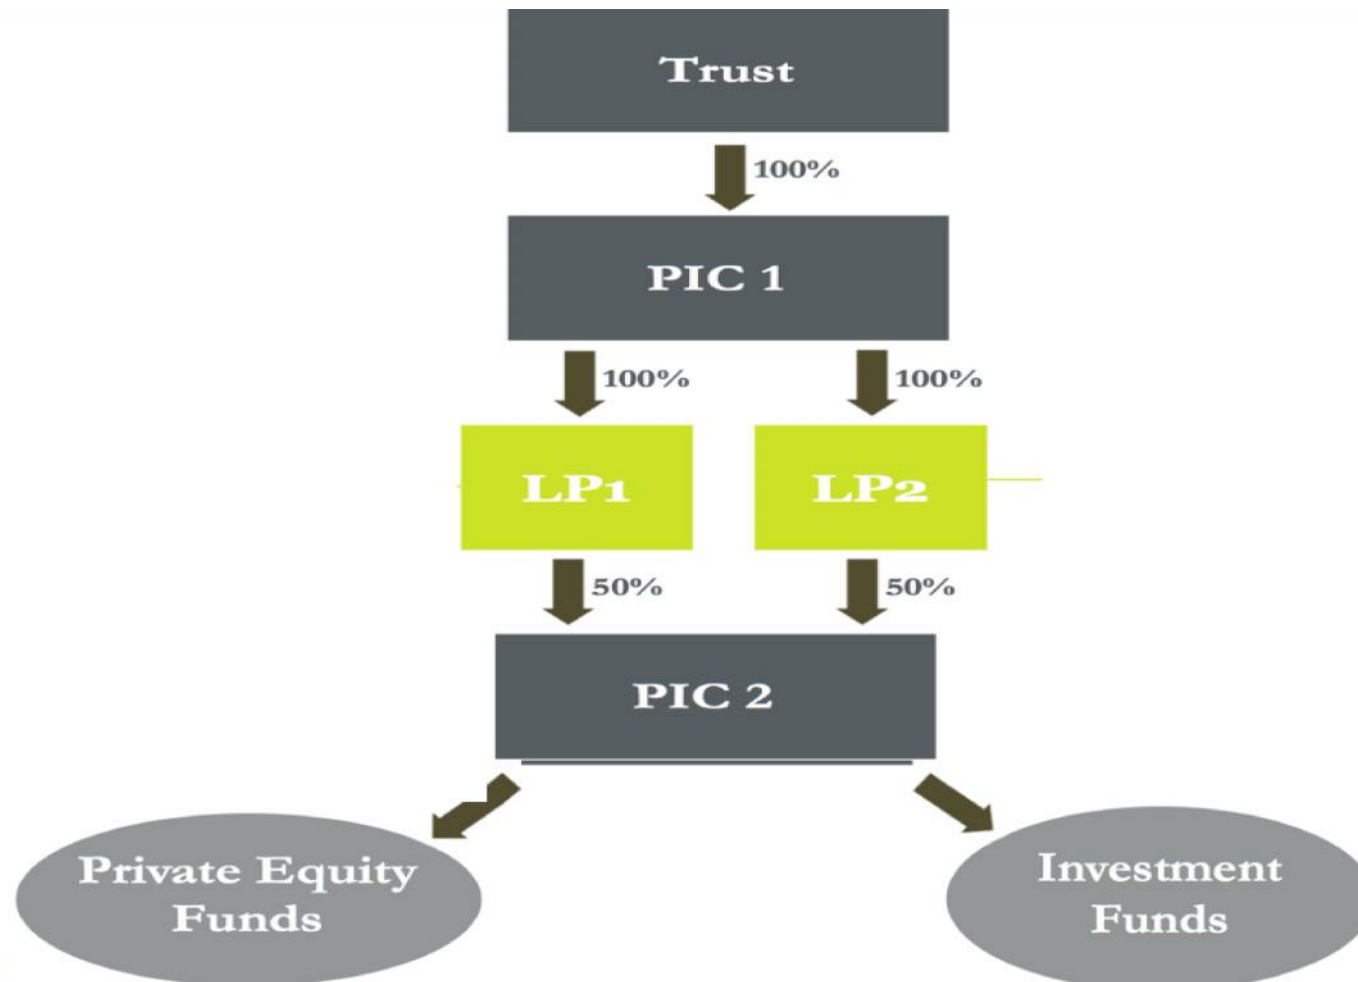 Trust
100%
PIC 1
100%
100%
LP1
LP2
50%
50%
PIC 2
Private Equity
Funds
Investment
Funds